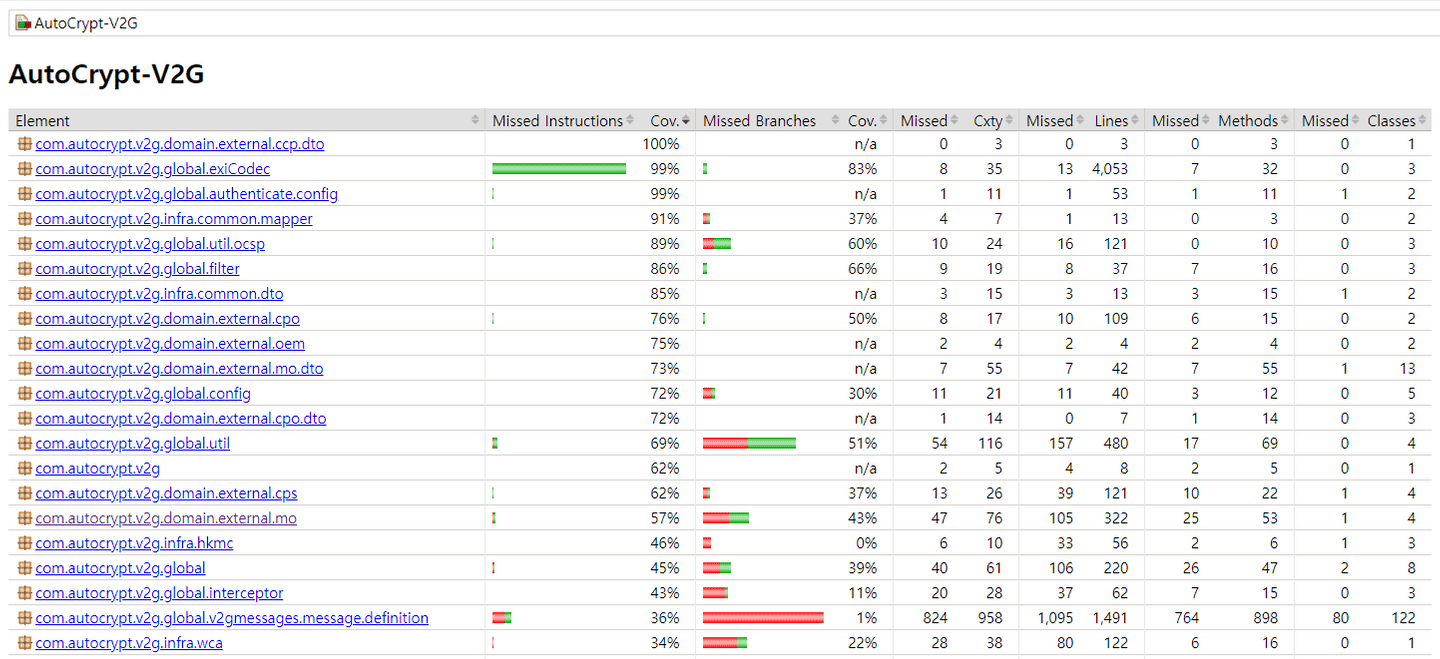 AutoCrypt-V2G
AutoCrypt-V2G
Element Missed Instructions Cov. Missed Branches Cov. Missed Cxty Missed Lines Missed Methods Missed Classes
com.autocrypt.v2g.domain.external.ccp.dto 100% n/a 0 3 0 3 0 3 0 1
com.autocrypt.v2g.global.exiCodec 99% 83% 8 35 13 4,053 7 32 0 3
com.autocrypt.v2g.global.authenticate.config 99% n/a 1 11 1 53 1 11 1 2
com.autocrypt.v2g.infra.common.mapper 91% 37% 4 7 1 13 0 3 0 2
com.autocrypt.v2g.global.util.ocsp 89% 60% 10 24 16 121 0 10 0 3
com.autocrypt.v2g.global.filter 86% 66% 9 19 8 37 7 16 0 3
com.autocrypt.v2g.infra.common.dto 85% n/a 3 15 3 13 3 15 1 2
com.autocrypt.v2g.domain.external.cpo 76% 50% 8 17 10 109 6 15 0 2
com.autocrypt.v2g.domain.external.oem 75% n/a 2 4 2 4 2 4 0 2
com.autocrypt.v2g.domain.external.mo.dto 73% n/a 7 55 7 42 7 55 1 13
com.autocrypt.v2g.global.config 72% 30% 11 21 11 40 3 12 0 5
com.autocrypt.v2g.domain.external.cpo.dto 72% n/a 1 14 0 7 1 14 0 3
com.autocrypt.v2g.global.util 69% 51% 54 116 157 480 17 69 0 4
com.autocrypt.v2g 62% n/a 2 5 4 8 2 5 0 1
com.autocrypt.v2g.domain.external.cps 62% 37% 13 26 39 121 10 22 1 4
com.autocrypt.v2g.domain.external.mo 57% 43% 47 76 105 322 25 53 1 4
com.autocrypt.v2g.infra.hkmc 46% 0% 6 10 33 56 2 6 1 3
com.autocrypt.v2g.global 45% 39% 40 61 106 220 26 47 2 8
com.autocrypt.v2g.global.interceptor 43% 11% 20 28 37 62 7 15 0 3
com.autocrypt.v2g.global.v2gmessages.message.definition 36% 1% 824 958 1,095 1,491 764 898 80 122
com.autocrypt.v2g.infra.wca 34% 22% 28 38 80 122 6 16 0 1